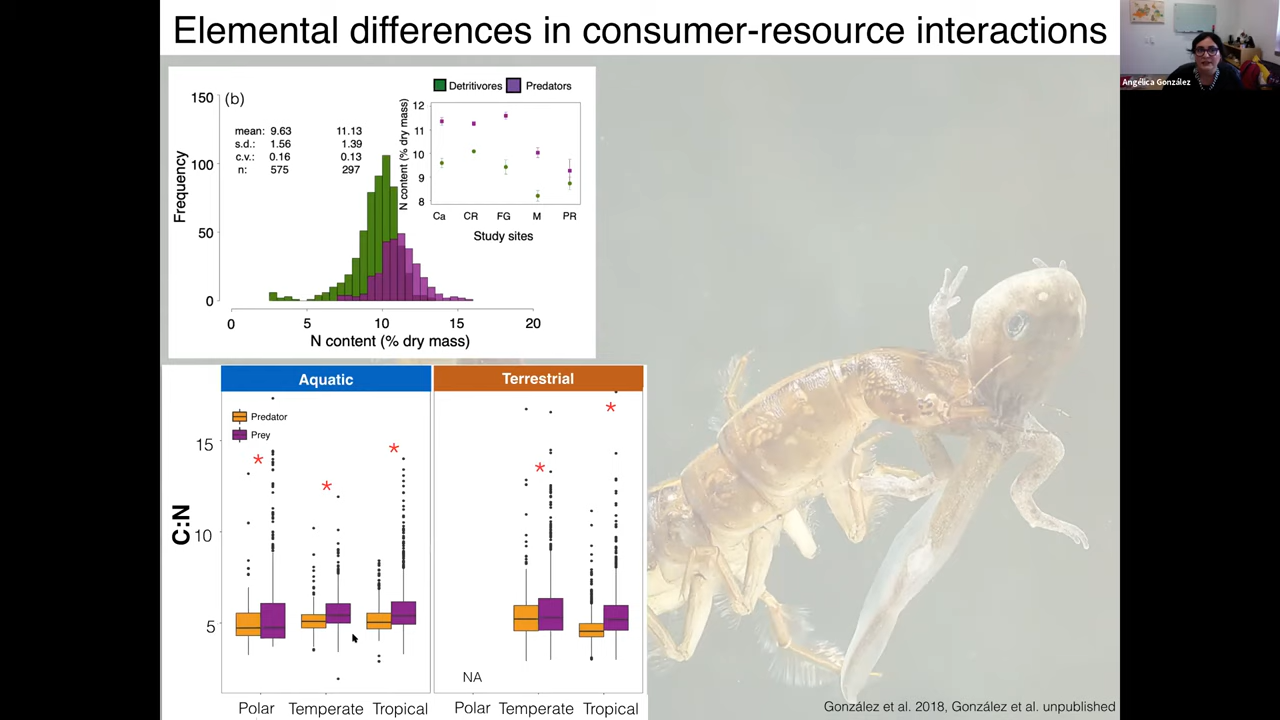 Elemental differences in consumer-resource interactions
Angélica González
(b)
Detritivores Predators
mean: 9.63 11.13
s.d.: 1.56 1.39
c.v.: 0.16 0.13
n: 575 297
Frequency
150
100
50
0
0 5 10 15 20
N content (% dry mass)
N content (% dry mass)
12
11
10
9
8
Ca CR FG M PR
Study sites
Aquatic Terrestrial
Predator
Prey
C:N
15
10
5
* * * * *
NA
Polar Temperate Tropical Polar Temperate Tropical
González et al. 2018, González et al. unpublished